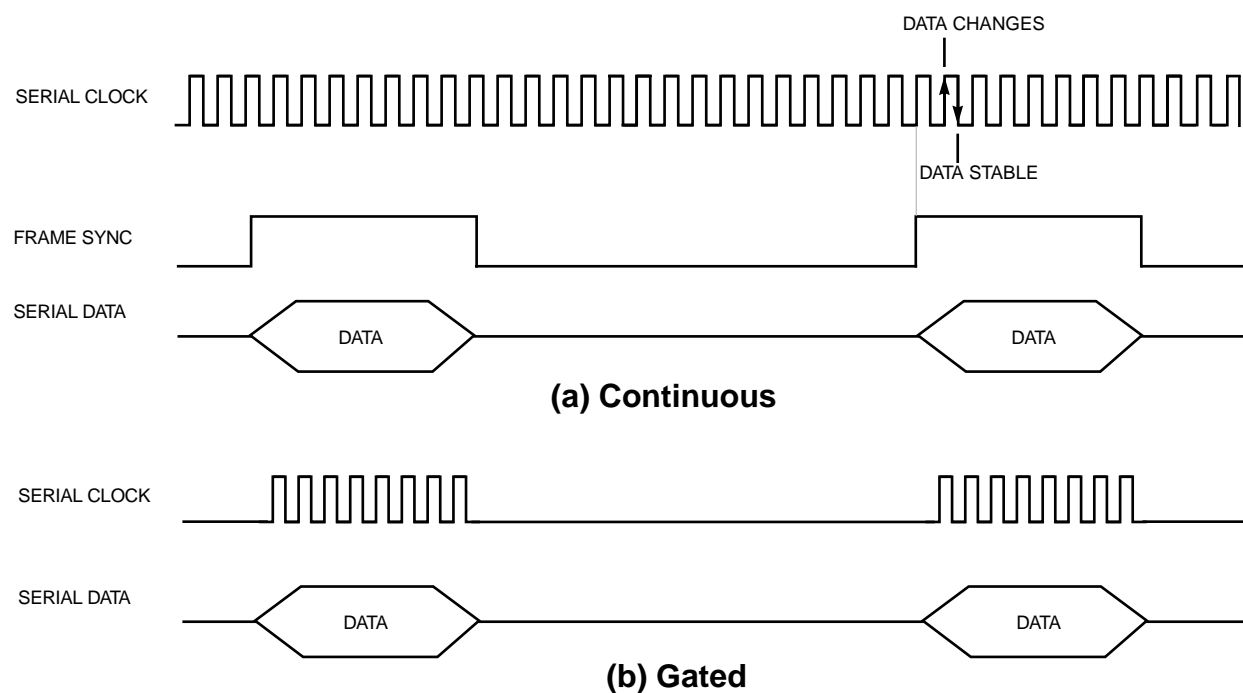 DATA CHANGES
SERIAL CLOCK
DATA STABLE
FRAME SYNC
SERIAL DATA
DATA
DATA
(a) Continuous
SERIAL CLOCK
SERIAL DATA
DATA
DATA
(b) Gated